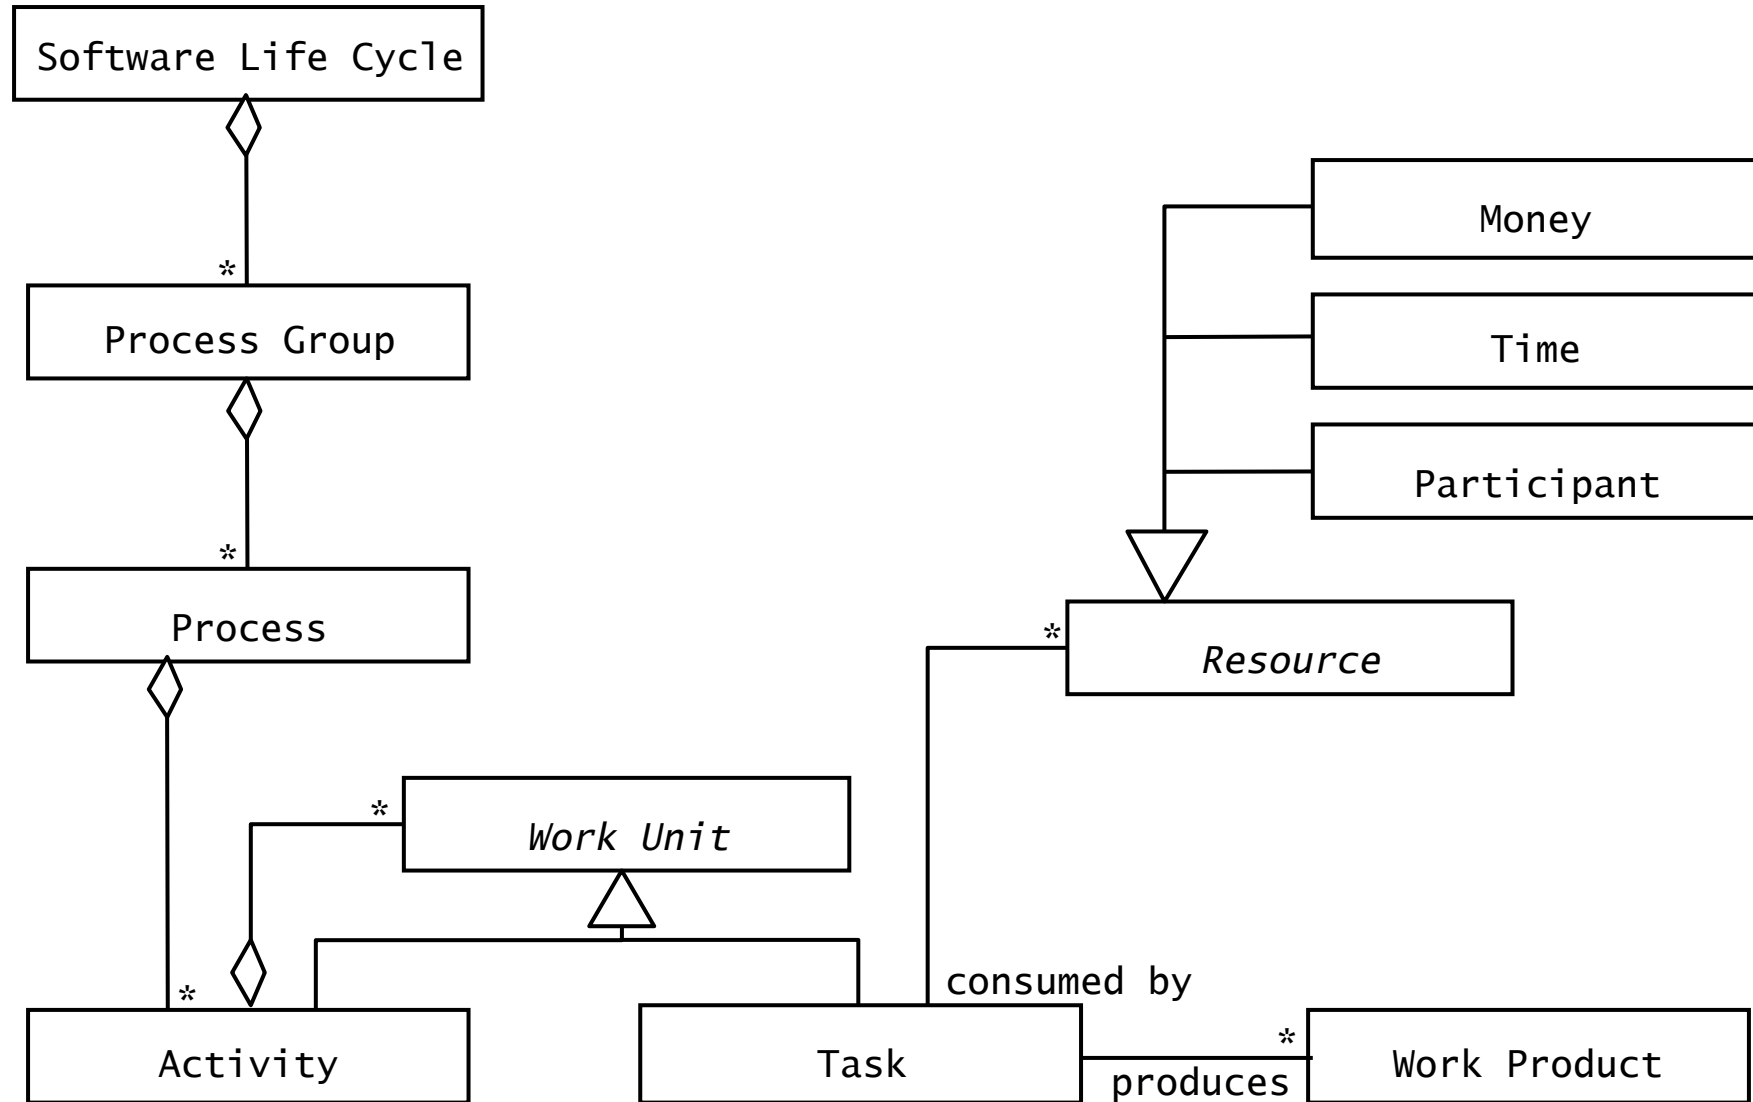 Software Life Cycle
*
Process Group
*
Process
*
Activity
*
Work Unit
Money
Time
Participant
*
Resource
consumed by
Task
*
produces
Work Product